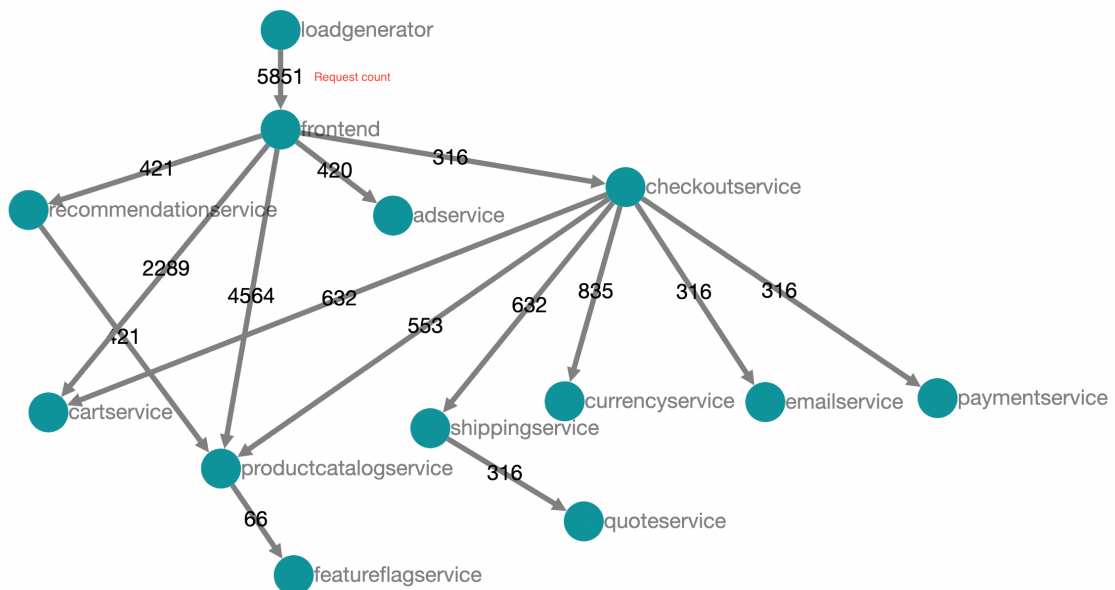 loadgenerator
5851 Request count
frontend
421
420
316
checkoutservice
recommendationservice
adservice
2289
4564
632
553
632
835
316
316
421
cartservice
currencyservice
emailservice
paymentservice
shippingservice
productcatalogservice
316
66
quoteservice
featureflagservice